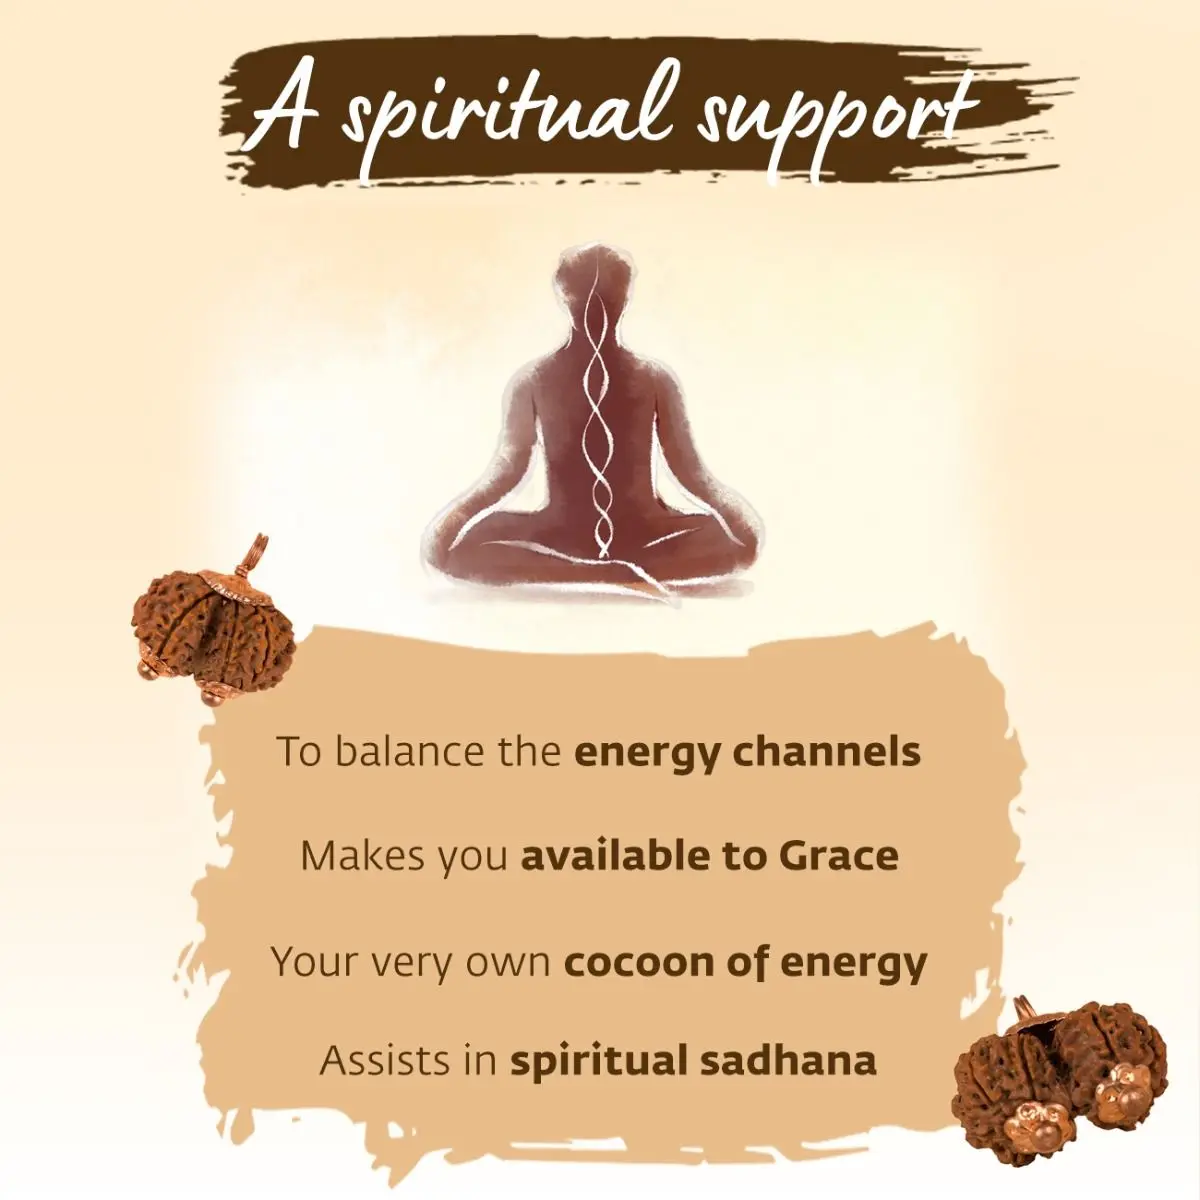 A spiritual support
To balance the energy channels
Makes you available to Grace
Your very own cocoon of energy
Assists in spiritual sadhana